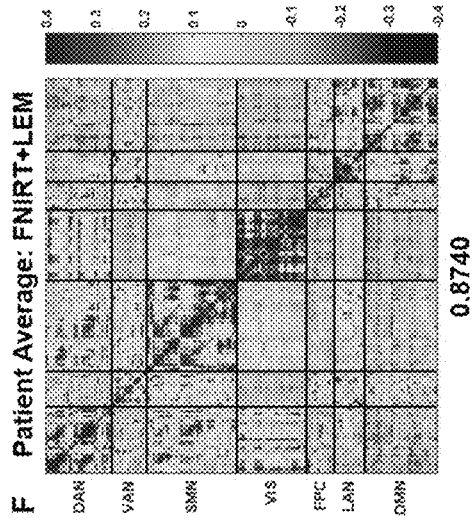 F Patient Average: FNIRT+LEM
0.4
0.3
0.2
0.1
0
-0.1
-0.2
-0.3
-0.4
DAN
VAN
SMN
VIS
FPC
LAN
DMN
0.8740